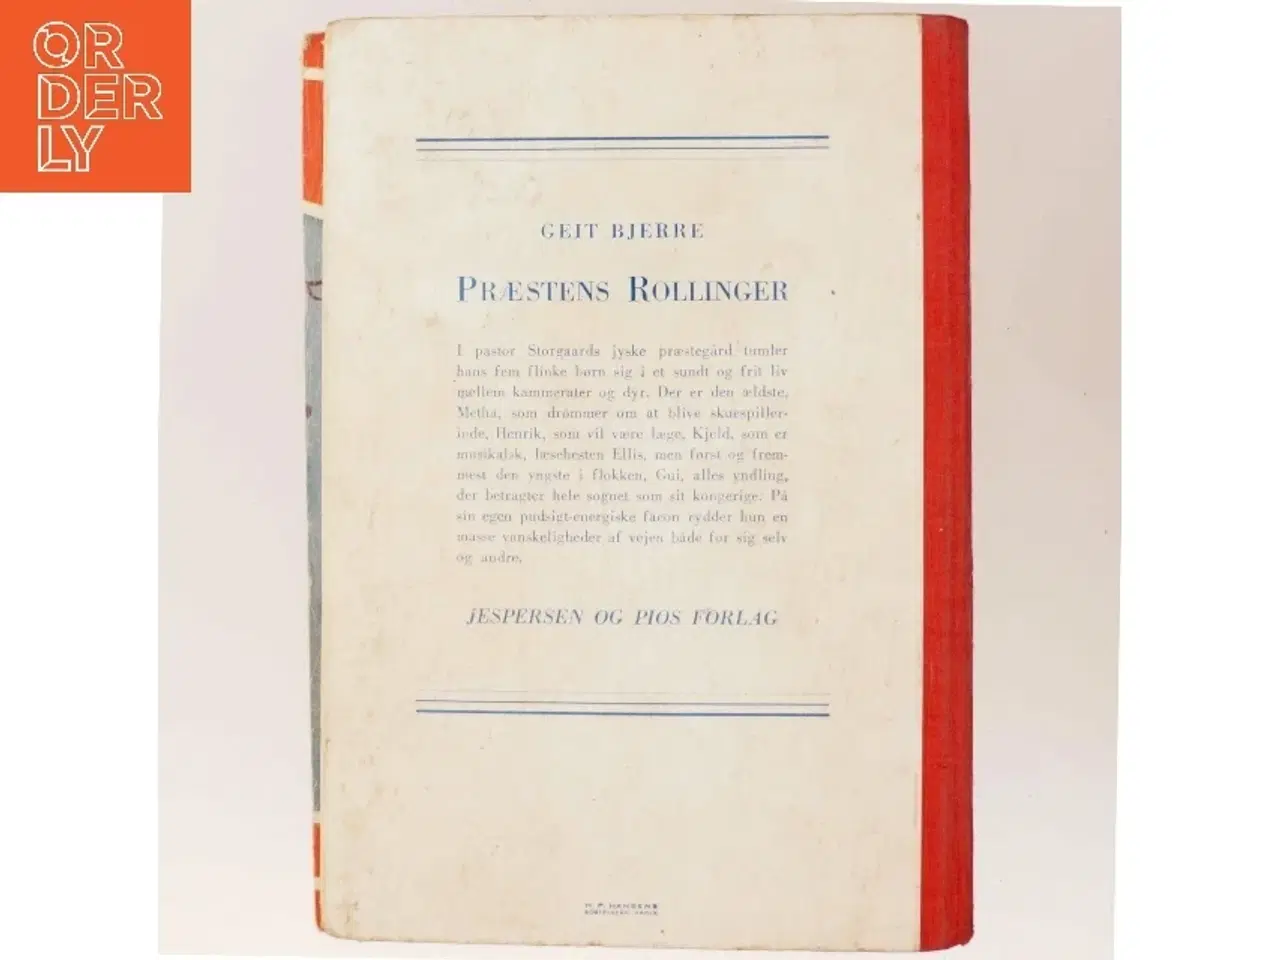 ORDERLY
GEIT BJERRE
PRÆSTENS ROLLINGER
I pastor Storgaards jyske præstegård tumler
hans fem flinke børn sig i et sundt og frit liv
mellem kammerater og dyr. Der er den ældste,
Metha, som drømmer om at blive skuespiller-
inde, Henrik, som vil være læge, Kjeld, som er
musikalsk, læsehesten Ellis, men først og frem-
mest den yngste i flokken, Gui, alles yndling,
der betragter hele sognet som sit kongerige. På
sin egen pudsigt-energiske facon rydder hun en
masse vanskeligheder af vejen både for sig selv
og andre.
JESPERSEN OG PIOS FORLAG
H. P. HANSENS